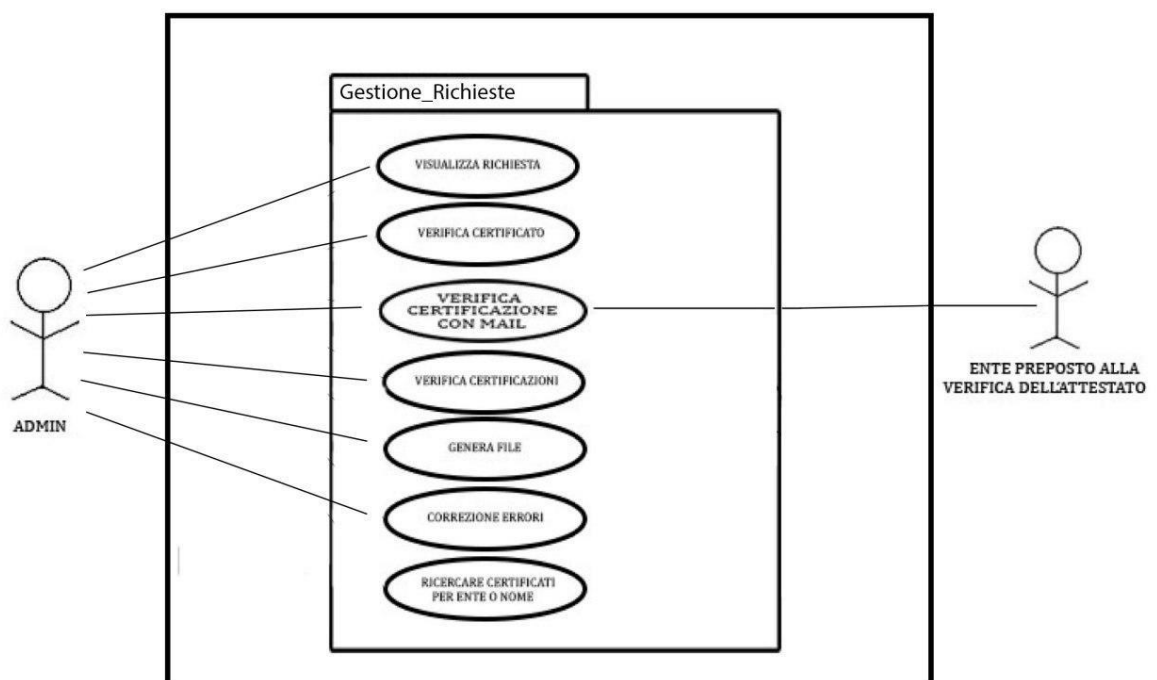 Gestione_Richieste
VISUALIZZA RICHIESTA
VERIFICA CERTIFICATO
VERIFICA
CERTIFICAZIONE
CON MAIL
VERIFICA CERTIFICAZIONI
GENERA FILE
CORREZIONE ERRORI
RICERCARE CERTIFICATI
PER ENTE O NOME
ADMIN
ENTE PREPOSTO ALLA
VERIFICA DELL'ATTESTATO